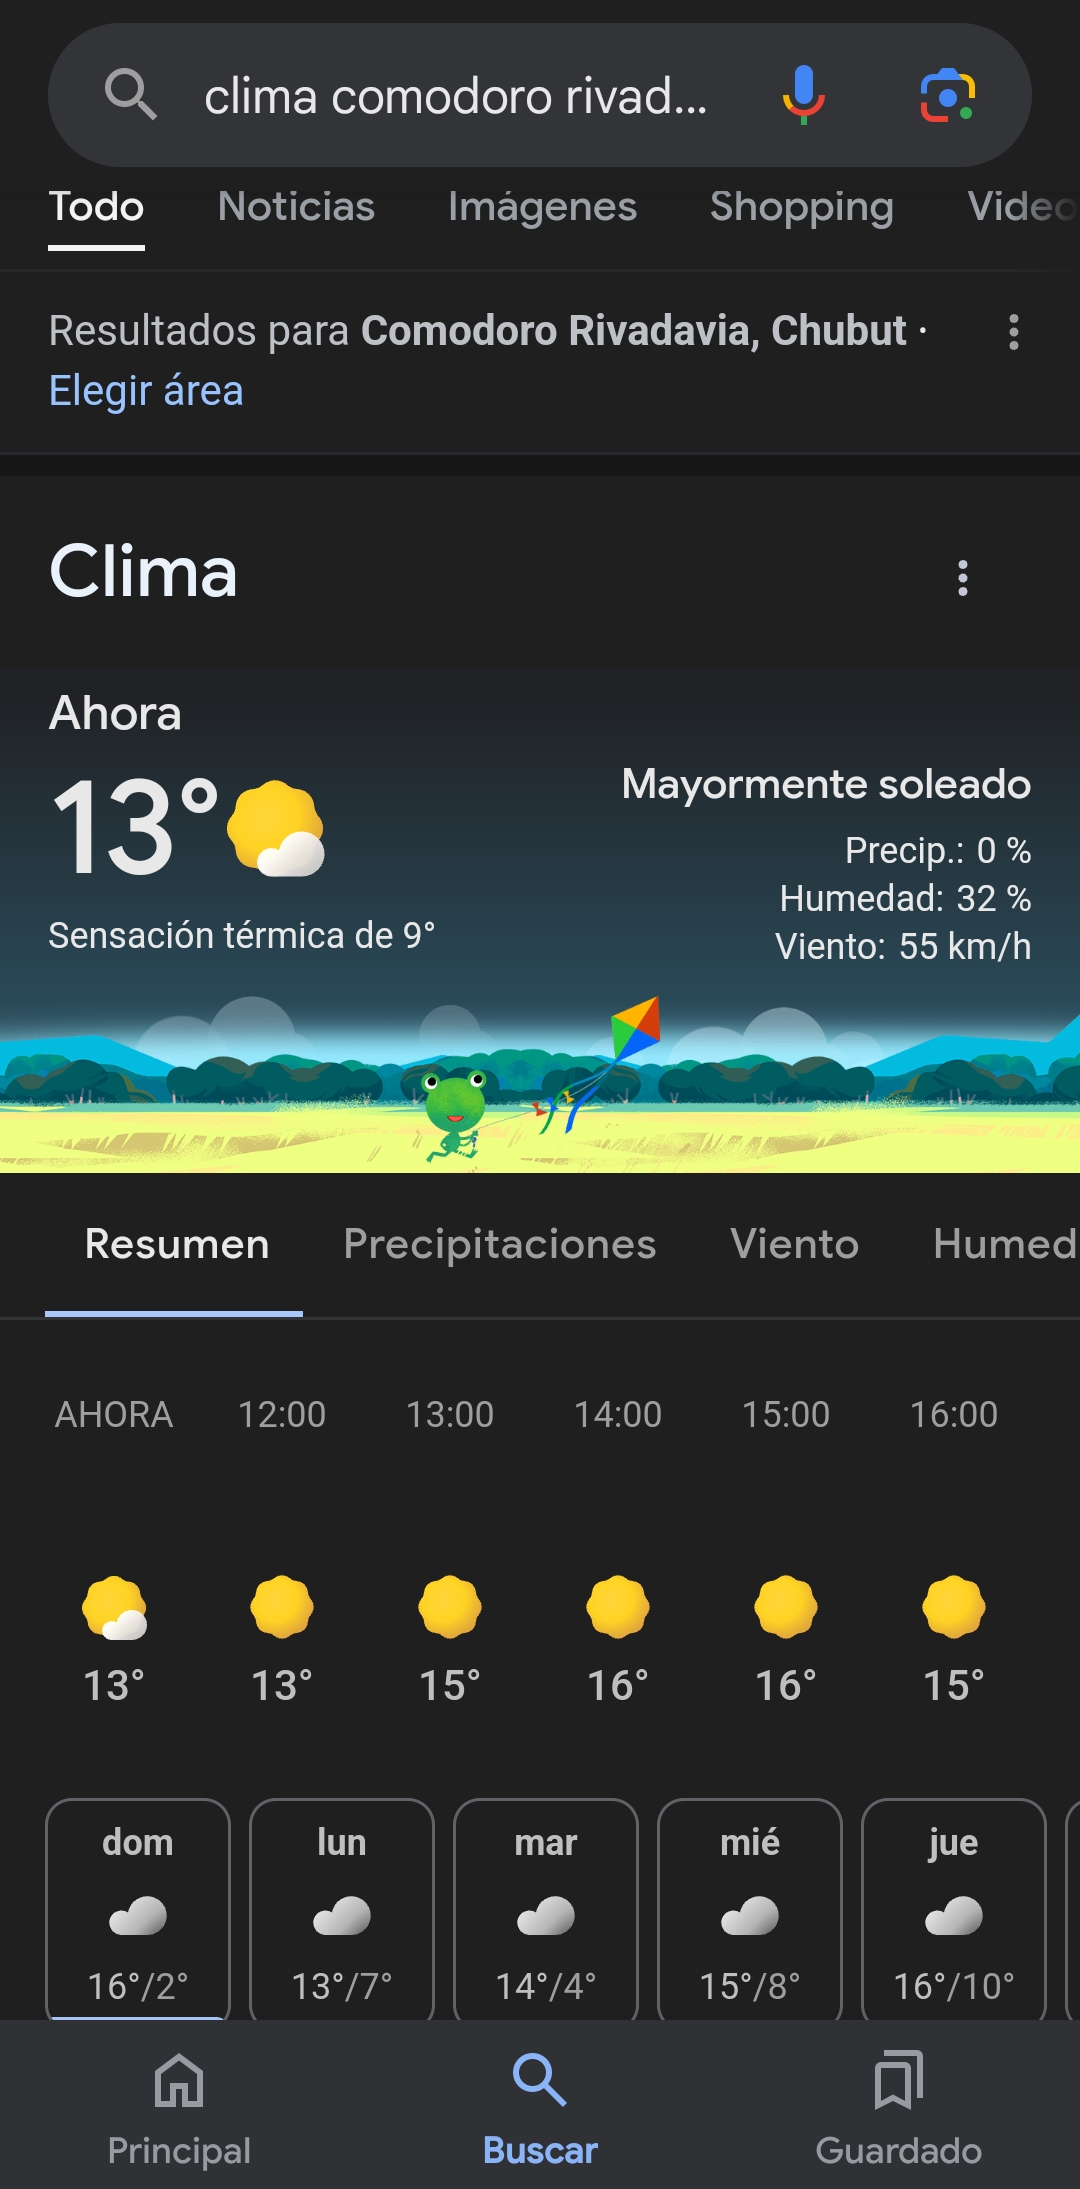 clima comodoro rivad...
Todo Noticias Imágenes Shopping Video
Resultados para Comodoro Rivadavia, Chubut ·
Elegir área
Clima
Ahora
13°
Mayormente soleado
Precip.: 0 %
Humedad: 32 %
Viento: 55 km/h
Sensación térmica de 9°
Resumen Precipitaciones Viento Humed
AHORA 12:00 13:00 14:00 15:00 16:00
13° 13° 15° 16° 16° 15°
dom lun mar mié jue
16°/2° 13°/7° 14°/4° 15°/8° 16°/10°
Principal Buscar Guardado